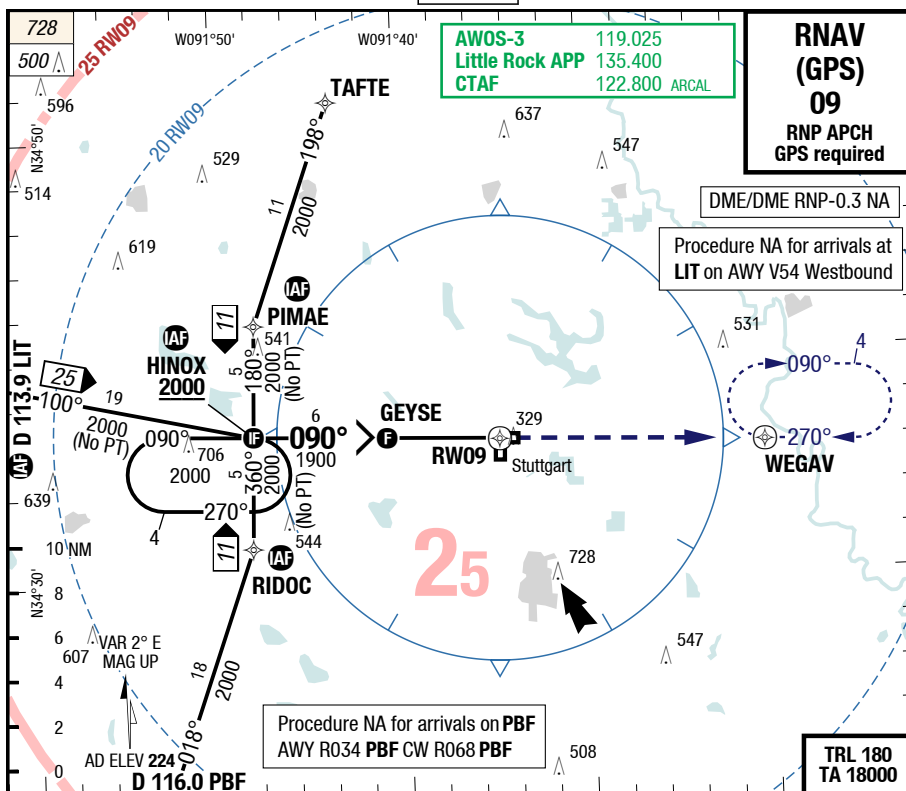 728
500
25 RW09
W091°50'
W091°40'
AWOS-3 119.025
Little Rock APP 135.400
CTAF 122.800 ARCAL
RNAV
(GPS)
09
RNP APCH
GPS required
596
TAFTE
637
20 RW09
198°
N34°50'
529
547
514
11
2000
DME/DME RNP-0.3 NA
619
Procedure NA for arrivals at
LIT on AWY V54 Westbound
IAF
PIMAE
IAF
11
541
531
HINOX
2000
5
180°
2000
(No PT)
4
090°
IAF D 113.9 LIT
25
100°
19
2000
(No PT)
6
GEYSE
329
090°
IF
090°
F
270°
706
1900
RW09
Stuttgart
WEGAV
2000
5
360°
2000
(No PT)
639
270°
4
11
544
10 NM
IAF
RIDOC
25
728
N34°30'
8
6
607
VAR 2° E
MAG UP
547
18
2000
4
Procedure NA for arrivals on PBF
AWY R034 PBF CW R068 PBF
2
018°
AD ELEV 224
508
0
D 116.0 PBF
TRL 180
TA 18000